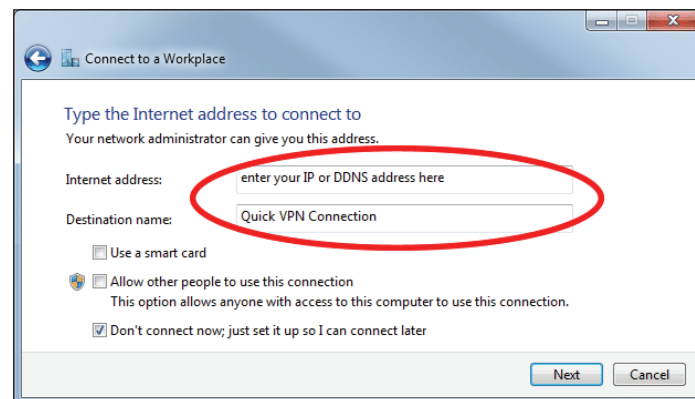 Connect to a Workplace
Type the Internet address to connect to
Your network administrator can give you this address.
Internet address: enter your IP or DDNS address here
Destination name: Quick VPN Connection
Use a smart card
Allow other people to use this connection
This option allows anyone with access to this computer to use this connection.
Don't connect now; just set it up so I can connect later
Next Cancel